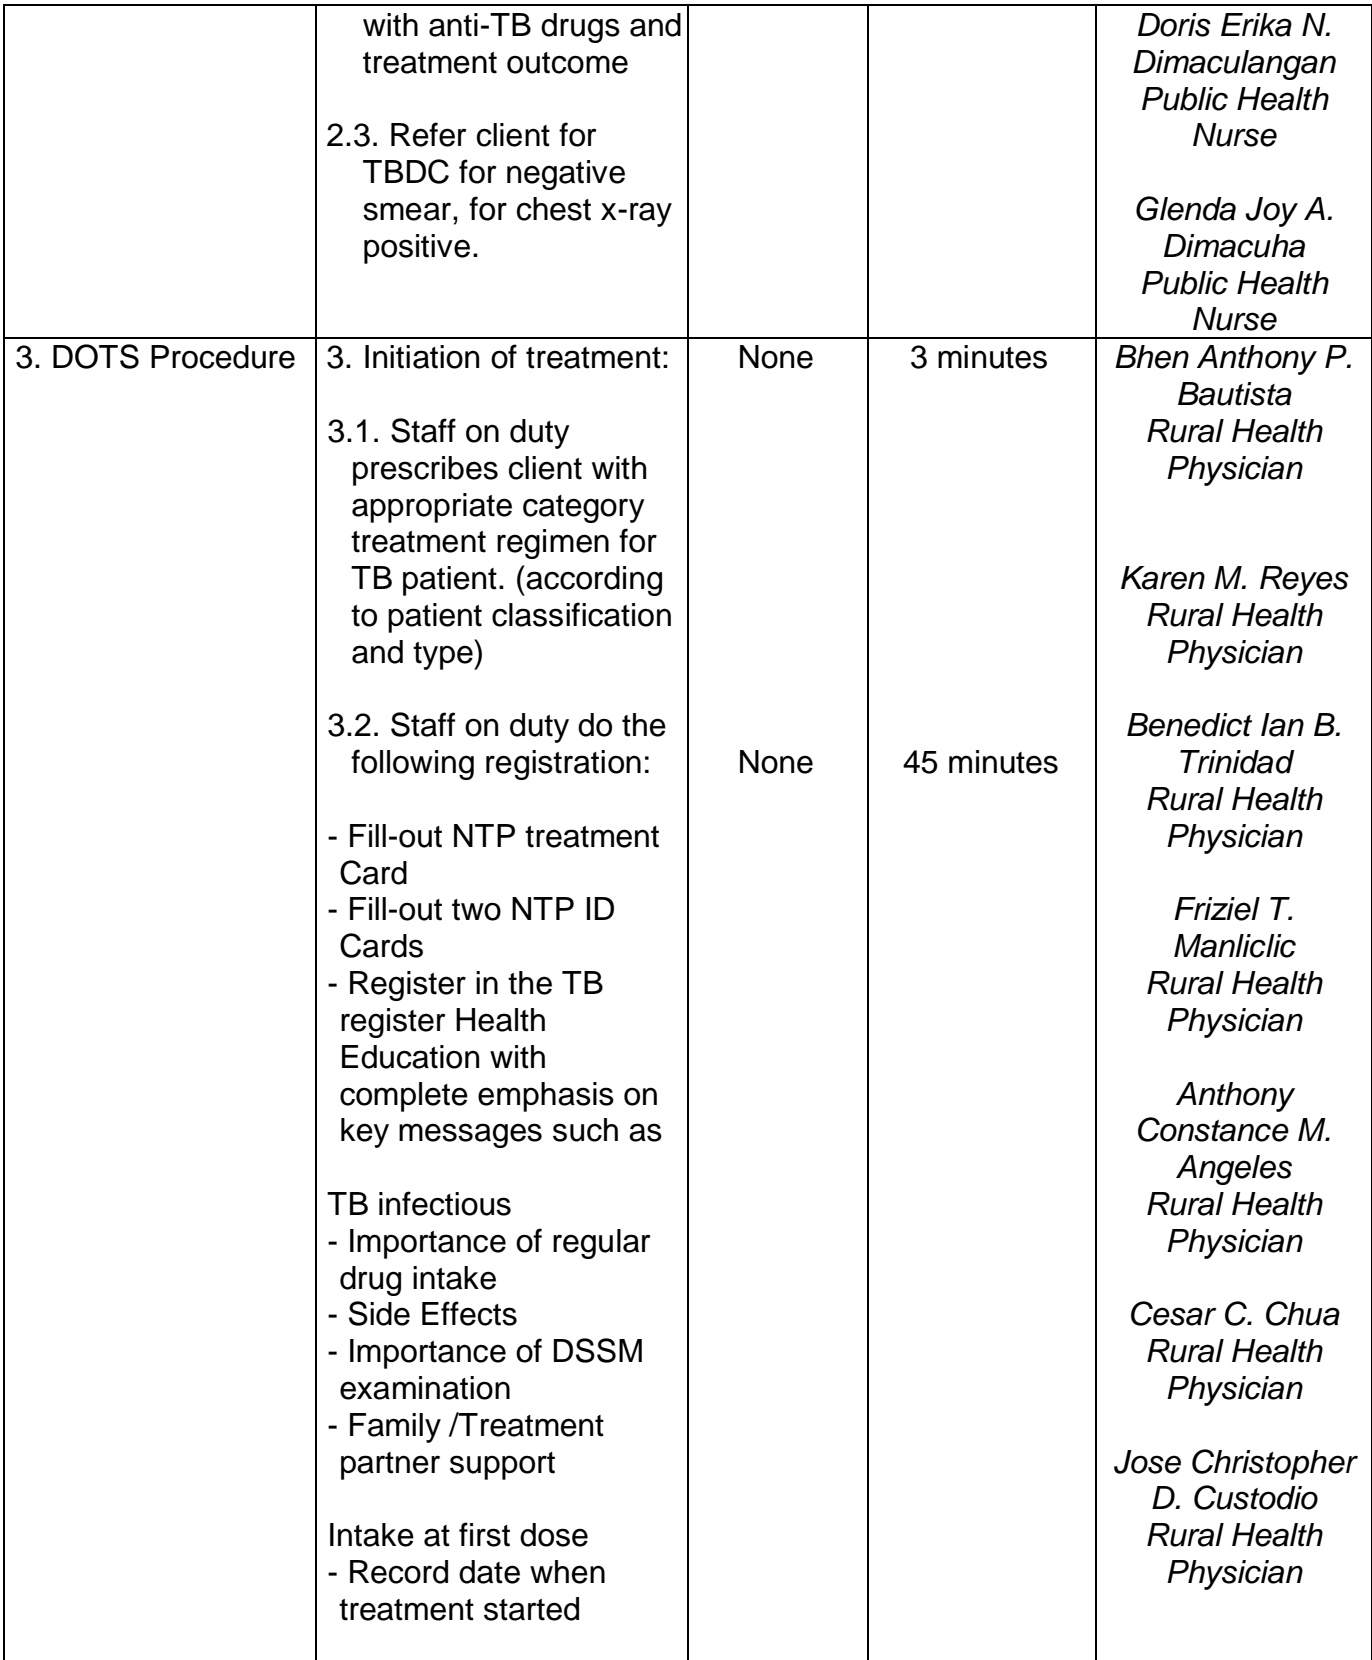 with anti-TB drugs and
treatment outcome
2.3. Refer client for
TBDC for negative
smear, for chest x-ray
positive.
Doris Erika N.
Dimaculangan
Public Health
Nurse
Glenda Joy A.
Dimacuha
Public Health
Nurse
3. DOTS Procedure
3. Initiation of treatment:
3.1. Staff on duty
prescribes client with
appropriate category
treatment regimen for
TB patient. (according
to patient classification
and type)
3.2. Staff on duty do the
following registration:
- Fill-out NTP treatment
Card
- Fill-out two NTP ID
Cards
- Register in the TB
register Health
Education with
complete emphasis on
key messages such as
TB infectious
- Importance of regular
drug intake
- Side Effects
- Importance of DSSM
examination
- Family /Treatment
partner support
Intake at first dose
- Record date when
treatment started
None
None
3 minutes
45 minutes
Bhen Anthony P.
Bautista
Rural Health
Physician
Karen M. Reyes
Rural Health
Physician
Benedict Ian B.
Trinidad
Rural Health
Physician
Friziel T.
Manliclic
Rural Health
Physician
Anthony
Constance M.
Angeles
Rural Health
Physician
Cesar C. Chua
Rural Health
Physician
Jose Christopher
D. Custodio
Rural Health
Physician